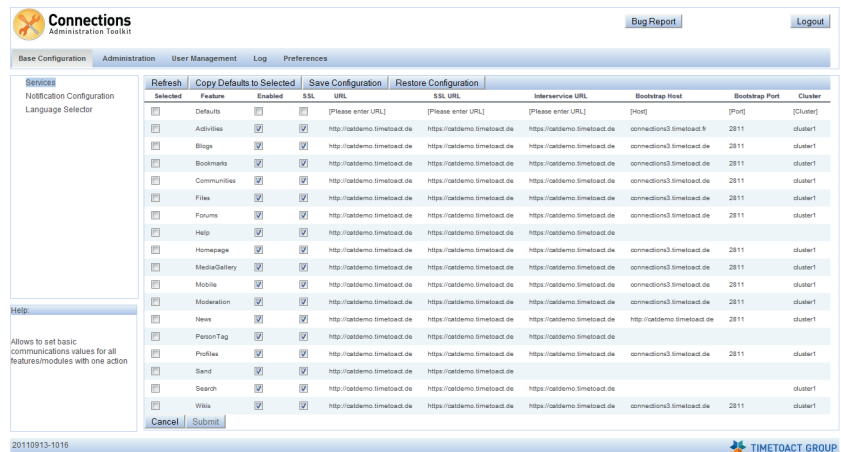 Connections
Administration Toolkit
Bug Report
Logout
Base Configuration Administration User Management Log Preferences
Services
Notification Configuration
Language Selector
Refresh Copy Defaults to Selected Save Configuration Restore Configuration
Selected Feature Enabled SSL URL SSL URL Interservice URL Bootstrap Host Bootstrap Port Cluster
Defaults [Please enter URL] [Please enter URL] [Please enter URL] [Host] [Port] [Cluster]
Activities http://catdemo.timetoact.de https://catdemo.timetoact.de https://catdemo.timetoact.de connections3.timetoact.fr 2811 cluster1
Blogs http://catdemo.timetoact.de https://catdemo.timetoact.de https://catdemo.timetoact.de connections3.timetoact.de 2811 cluster1
Bookmarks http://catdemo.timetoact.de https://catdemo.timetoact.de https://catdemo.timetoact.de connections3.timetoact.de 2811 cluster1
Communities http://catdemo.timetoact.de https://catdemo.timetoact.de https://catdemo.timetoact.de connections3.timetoact.de 2811 cluster1
Files http://catdemo.timetoact.de https://catdemo.timetoact.de https://catdemo.timetoact.de connections3.timetoact.de 2811 cluster1
Forums http://catdemo.timetoact.de https://catdemo.timetoact.de https://catdemo.timetoact.de connections3.timetoact.de 2811 cluster1
Help http://catdemo.timetoact.de https://catdemo.timetoact.de https://catdemo.timetoact.de
Homepage http://catdemo.timetoact.de https://catdemo.timetoact.de https://catdemo.timetoact.de connections3.timetoact.de 2811 cluster1
MediaGallery http://catdemo.timetoact.de https://catdemo.timetoact.de https://catdemo.timetoact.de connections3.timetoact.de 2811 cluster1
Mobile http://catdemo.timetoact.de https://catdemo.timetoact.de https://catdemo.timetoact.de connections3.timetoact.de 2811 cluster1
Moderation http://catdemo.timetoact.de https://catdemo.timetoact.de https://catdemo.timetoact.de connections3.timetoact.de 2811 cluster1
News http://catdemo.timetoact.de https://catdemo.timetoact.de https://catdemo.timetoact.de http://catdemo.timetoact.de 2811 cluster1
PersonTag http://catdemo.timetoact.de https://catdemo.timetoact.de https://catdemo.timetoact.de
Profiles http://catdemo.timetoact.de https://catdemo.timetoact.de https://catdemo.timetoact.de connections3.timetoact.de 2811 cluster1
Sand http://catdemo.timetoact.de https://catdemo.timetoact.de
Search http://catdemo.timetoact.de https://catdemo.timetoact.de https://catdemo.timetoact.de cluster1
Wikis http://catdemo.timetoact.de https://catdemo.timetoact.de https://catdemo.timetoact.de connections3.timetoact.de 2811 cluster1
Help:
Allows to set basic
communications values for all
features/modules with one action
Cancel Submit
20110913-1016
TIMETOACT GROUP